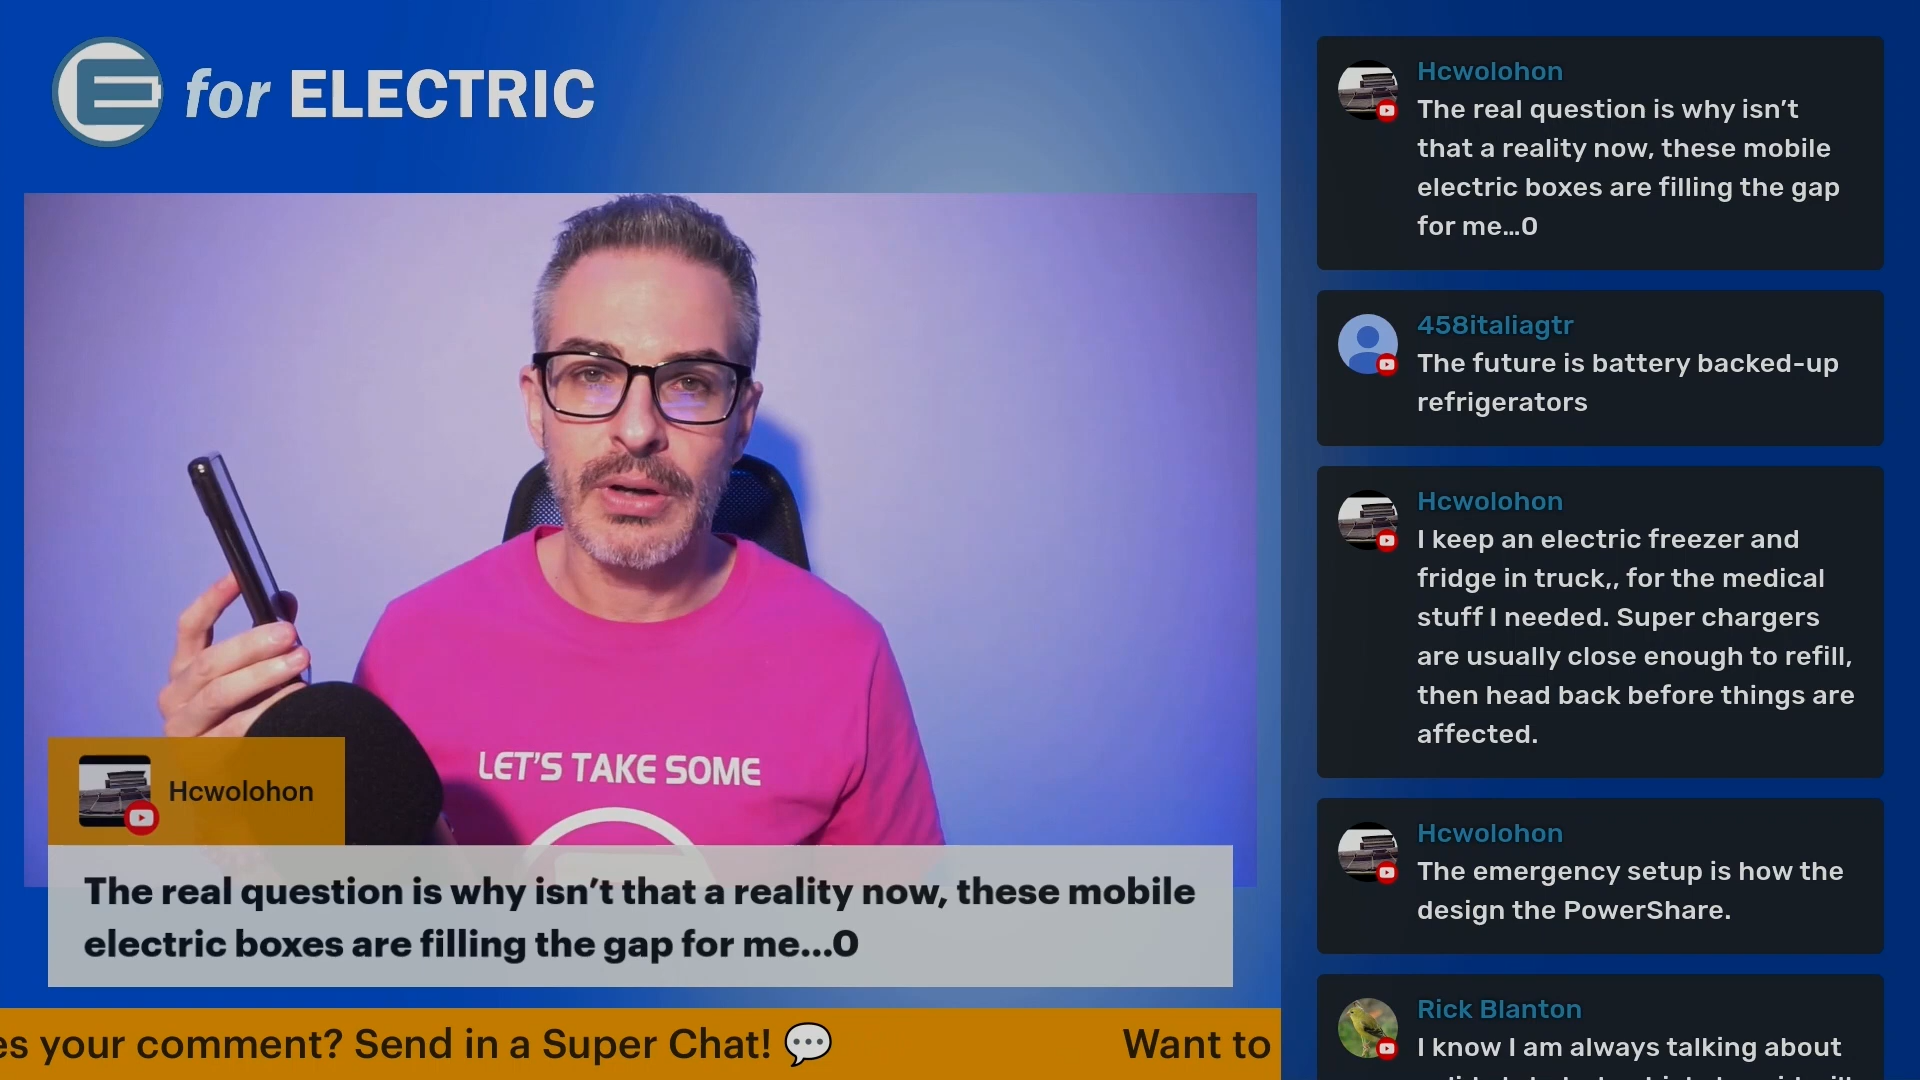 for ELECTRIC
LET'S TAKE SOME
Hcwolohon
The real question is why isn’t that a reality now, these mobile
electric boxes are filling the gap for me...0
es your comment? Send in a Super Chat! 💬 Want to
Hcwolohon
The real question is why isn’t
that a reality now, these mobile
electric boxes are filling the gap
for me...0
458italiagtr
The future is battery backed-up
refrigerators
Hcwolohon
I keep an electric freezer and
fridge in truck,, for the medical
stuff I needed. Super chargers
are usually close enough to refill,
then head back before things are
affected.
Hcwolohon
The emergency setup is how the
design the PowerShare.
Rick Blanton
I know I am always talking about